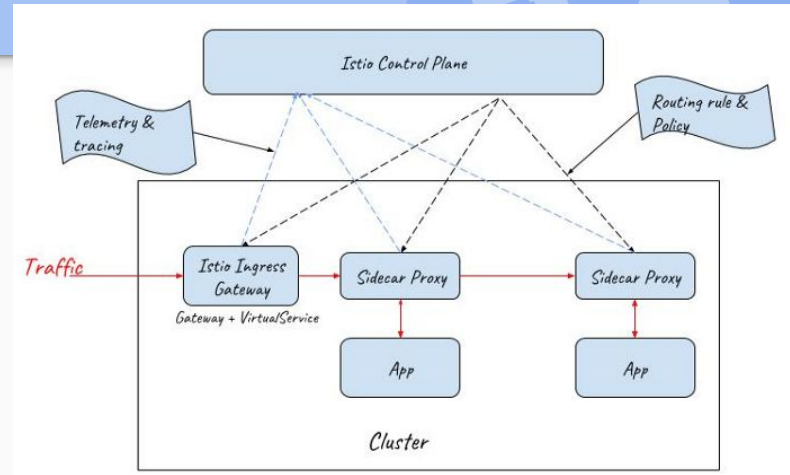 Istio Control Plane
Telemetry &
tracing
Routing rule &
Policy
Traffic
Istio Ingress
Gateway
Gateway + VirtualService
Sidecar Proxy
Sidecar Proxy
App
App
Cluster